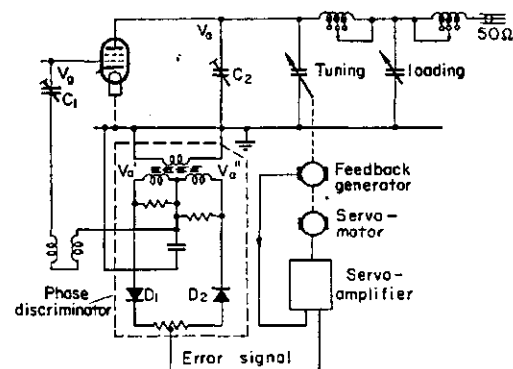 Va
50Ω
Vg
C1
C2
Tuning
loading
Va'
Va"
Feedback
generator
Servo-
motor
Phase
discriminator
D1
D2
Servo-
amplifier
Error signal